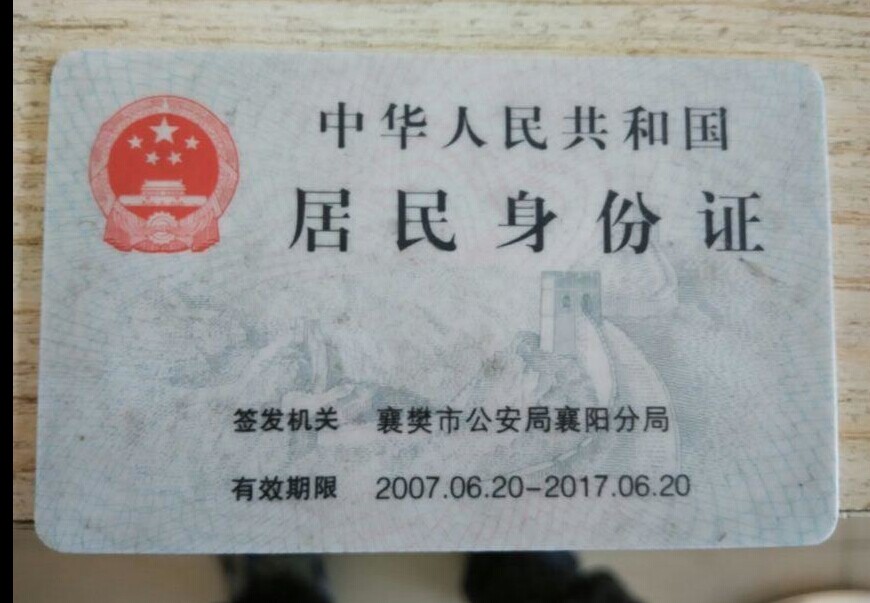 中华人民共和国
居民身份证
签发机关 襄樊市公安局襄阳分局
有效期限 2007.06.20-2017.06.20